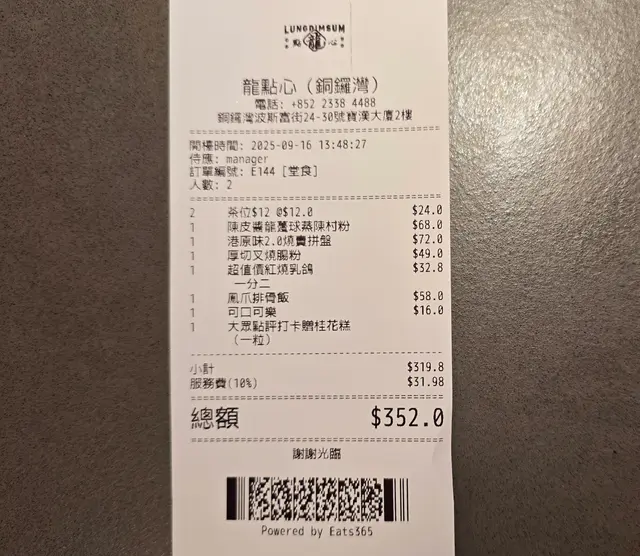 LUNGDIMSUM
點 龍 心
龍點心（銅鑼灣）
電話: +852 2338 4488
銅鑼灣波斯富街24-30號寶漢大廈2樓
開檯時間: 2025-09-16 13:48:27
侍應: manager
訂單編號: E144 [堂食]
人數: 2
2 茶位$12 @$12.0 $24.0
1 陳皮醬龍躉球蒸陳村粉 $68.0
1 港原味2.0燒賣拼盤 $72.0
1 厚切叉燒腸粉 $49.0
1 超值價紅燒乳鴿 $32.8
一分二
1 鳳爪排骨飯 $58.0
1 可口可樂 $16.0
1 大眾點評打卡贈桂花糕
（一粒）
小計 $319.8
服務費(10%) $31.98
總額 $352.0
謝謝光臨
Powered by Eats365